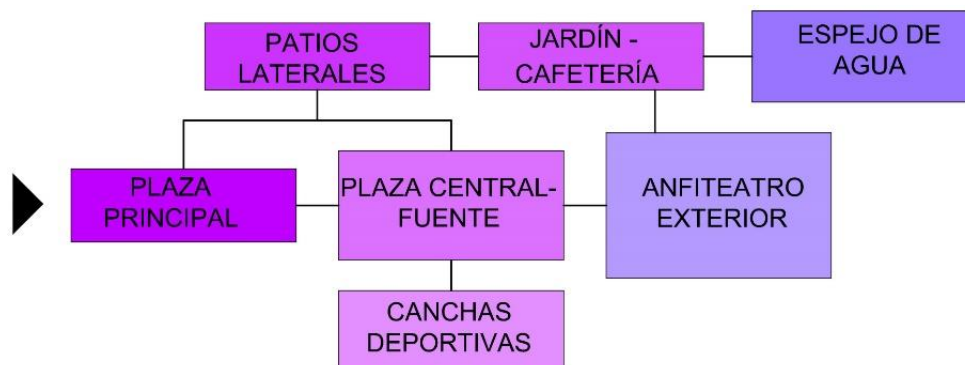 PATIOS
LATERALES
JARDÍN -
CAFETERÍA
ESPEJO DE
AGUA
PLAZA
PRINCIPAL
PLAZA CENTRAL-
FUENTE
ANFITEATRO
EXTERIOR
CANCHAS
DEPORTIVAS